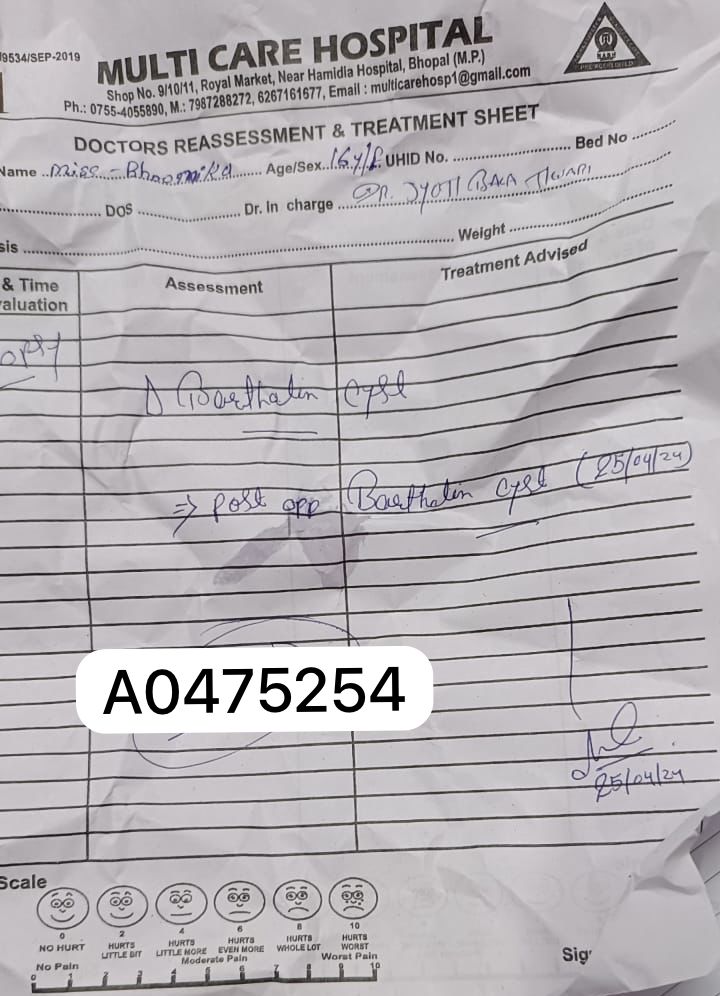 9534/SEP-2019
MULTI CARE HOSPITAL
Shop No. 9/10/11, Royal Market, Near Hamidia Hospital, Bhopal (M.P.)
Ph.: 0755-4055890, M.: 7987288272, 6267161677, Email : multicarehosp1@gmail.com
DOCTORS REASSESSMENT & TREATMENT SHEET
Name .. Miss - Bhoomika ........ Age/Sex.. 16y/f. UHID No. ........................ Bed No ..........
.................... DOS .................... Dr. In charge .. DR. JYOTI BALA TIWARI
sis ........................................ Weight ....................
& Time
valuation
Assessment
Treatment Advised
Δ Barthalin cyst
⇒ Post opp Barthalin cyst (25/04/24)
A0475254
25/04/24
Scale
0 2 4 6 8 10
NO HURT HURTS LITTLE BIT HURTS LITTLE MORE HURTS EVEN MORE HURTS WHOLE LOT HURTS WORST
No Pain Moderate Pain Worst Pain
0 1 2 3 4 5 6 7 8 9 10
Sig